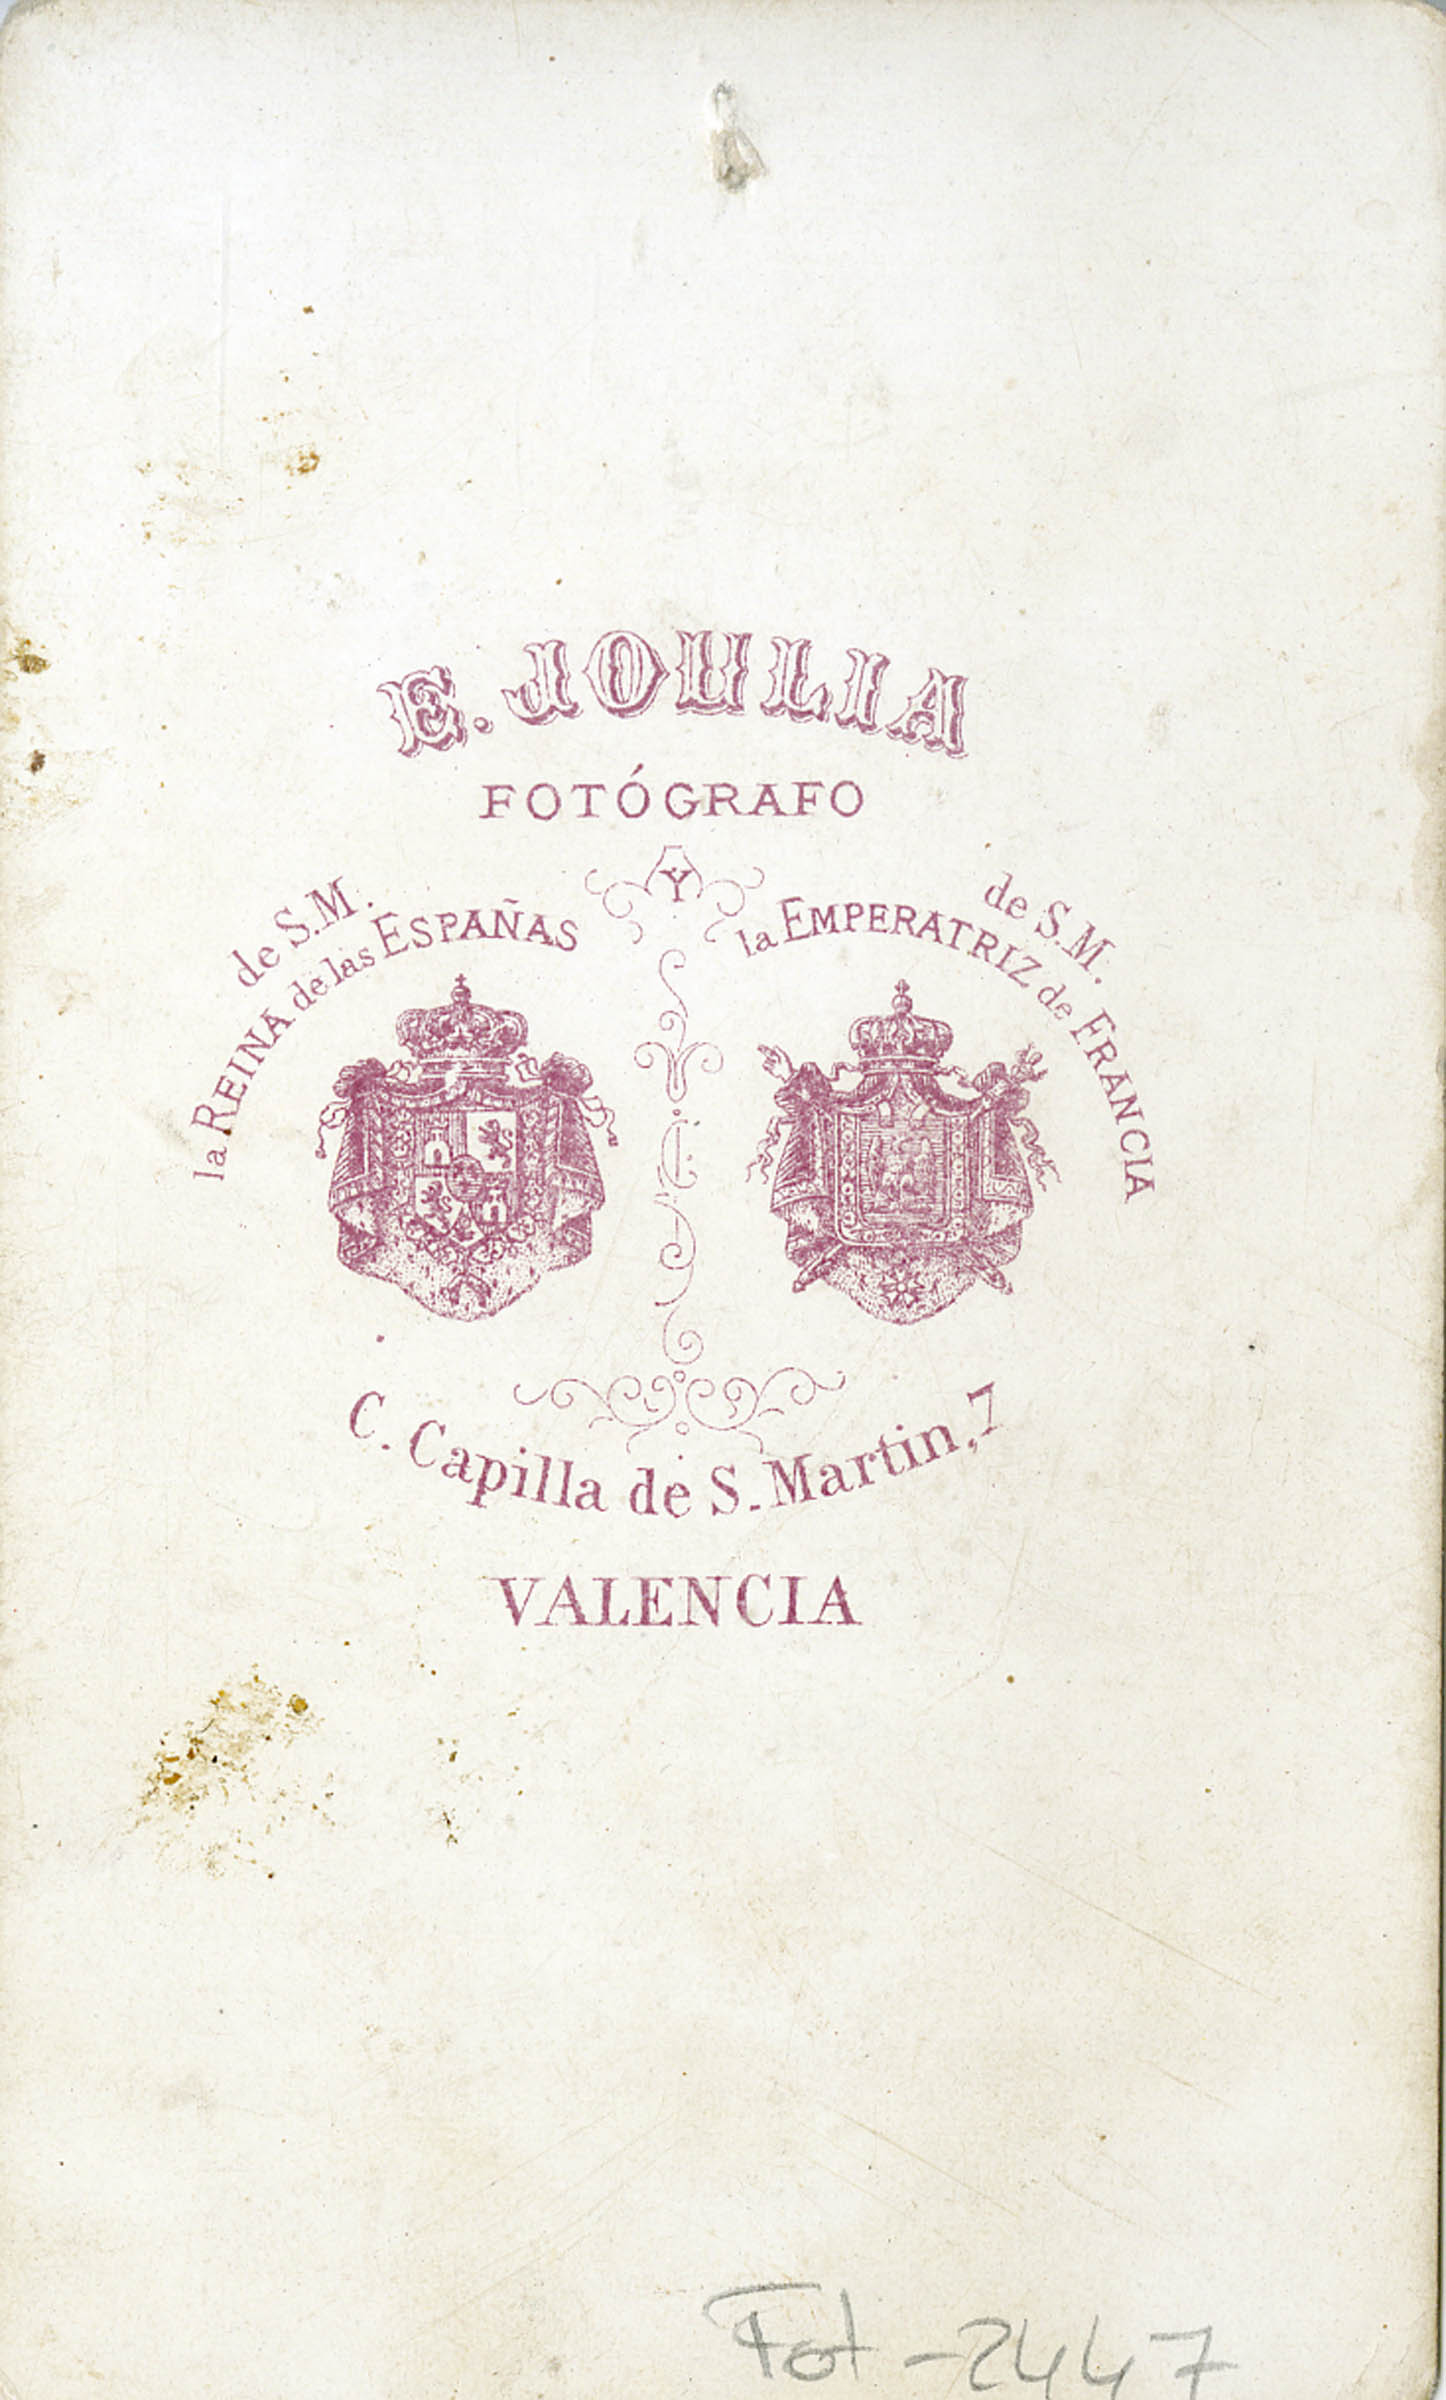 E. JOULIA
FOTÓGRAFO
Y
de S.M.
la REINA de las ESPAÑAS
de S.M.
la EMPERATRIZ de FRANCIA
C. Capilla de S. Martin, 7
VALENCIA
Fot-2447